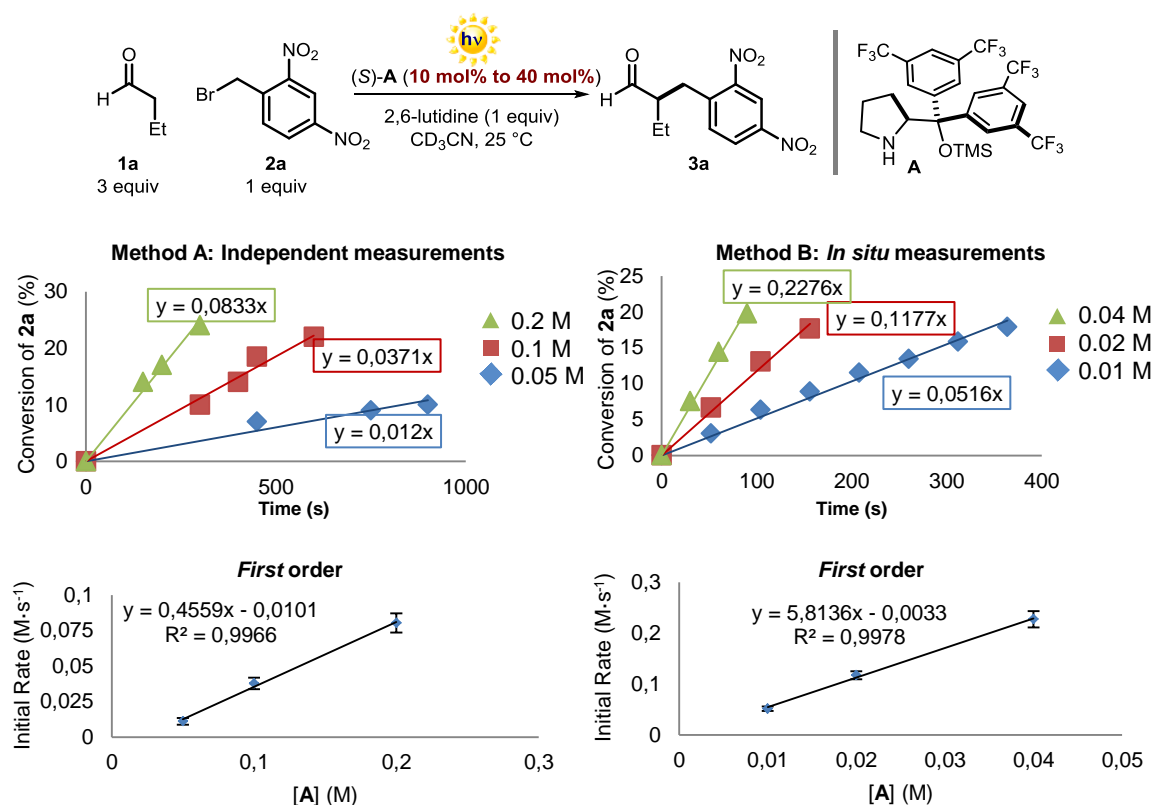 hν
O
H
Et
1a
3 equiv
Br
NO2
NO2
2a
1 equiv
(S)-A (10 mol% to 40 mol%)
2,6-lutidine (1 equiv)
CD3CN, 25 °C
O
H
Et
NO2
NO2
3a
F3C
CF3
CF3
CF3
N
H
OTMS
A
Method A: Independent measurements
Conversion of 2a (%)
30
20
10
0
0
500
1000
Time (s)
y = 0,0833x
y = 0,0371x
y = 0,012x
0.2 M
0.1 M
0.05 M
Method B: In situ measurements
Conversion of 2a (%)
25
20
15
10
5
0
0
100
200
300
400
Time (s)
y = 0,2276x
y = 0,1177x
y = 0,0516x
0.04 M
0.02 M
0.01 M
First order
Initial Rate (M·s-1)
y = 0,4559x - 0,0101
R² = 0,9966
0,1
0,075
0,05
0,025
0
0
0,1
0,2
0,3
[A] (M)
First order
Initial Rate (M·s-1)
y = 5,8136x - 0,0033
R² = 0,9978
0,3
0,2
0,1
0
0
0,01
0,02
0,03
0,04
0,05
[A] (M)